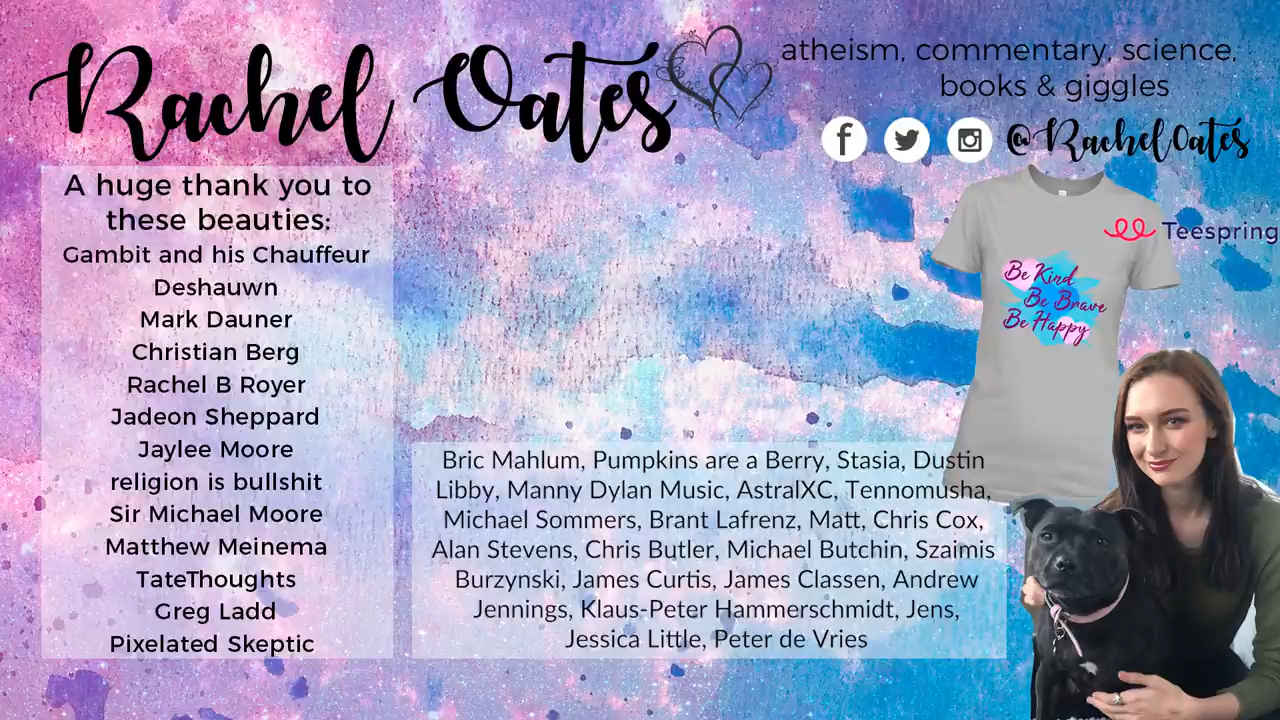 Rachel Oates
atheism, commentary, science,
books & giggles
@RachelOates
A huge thank you to
these beauties:
Gambit and his Chauffeur
Deshauwn
Mark Dauner
Christian Berg
Rachel B Royer
Jadeon Sheppard
Jaylee Moore
religion is bullshit
Sir Michael Moore
Matthew Meinema
TateThoughts
Greg Ladd
Pixelated Skeptic
Teespring
Be Kind
Be Brave
Be Happy
Bric Mahlum, Pumpkins are a Berry, Stasia, Dustin
Libby, Manny Dylan Music, AstralXC, Tennomusha,
Michael Sommers, Brant Lafrenz, Matt, Chris Cox,
Alan Stevens, Chris Butler, Michael Butchin, Szaimis
Burzynski, James Curtis, James Classen, Andrew
Jennings, Klaus-Peter Hammerschmidt, Jens,
Jessica Little, Peter de Vries